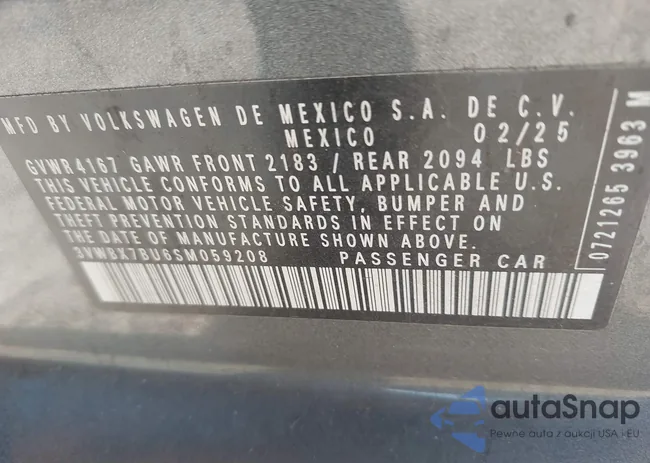 MFD BY VOLKSWAGEN DE MEXICO S.A. DE C.V.
MEXICO 02/25
GVWR 4167 GAWR FRONT 2183 / REAR 2094 LBS
THIS VEHICLE CONFORMS TO ALL APPLICABLE U.S.
FEDERAL MOTOR VEHICLE SAFETY, BUMPER AND
THEFT PREVENTION STANDARDS IN EFFECT ON
THE DATE OF MANUFACTURE SHOWN ABOVE.
3VWBX7BU6SM059208 PASSENGER CAR
0721265 3963 M
autaSnap
Pewne auta z aukcji USA i EU